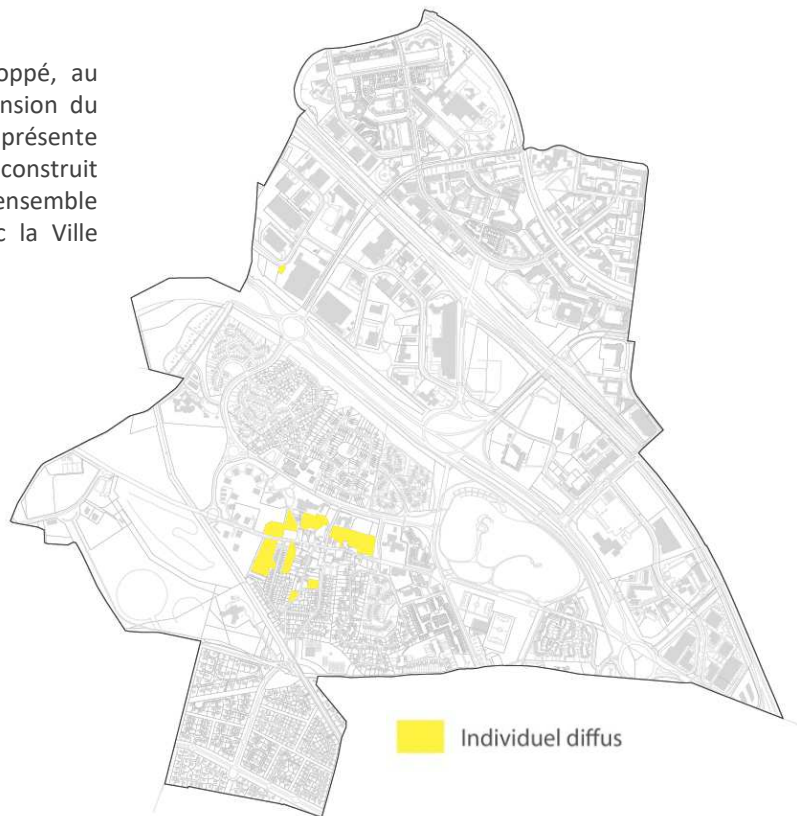 oppé, au
nsion du
présente
construit
ensemble
c la Ville
Individuel diffus